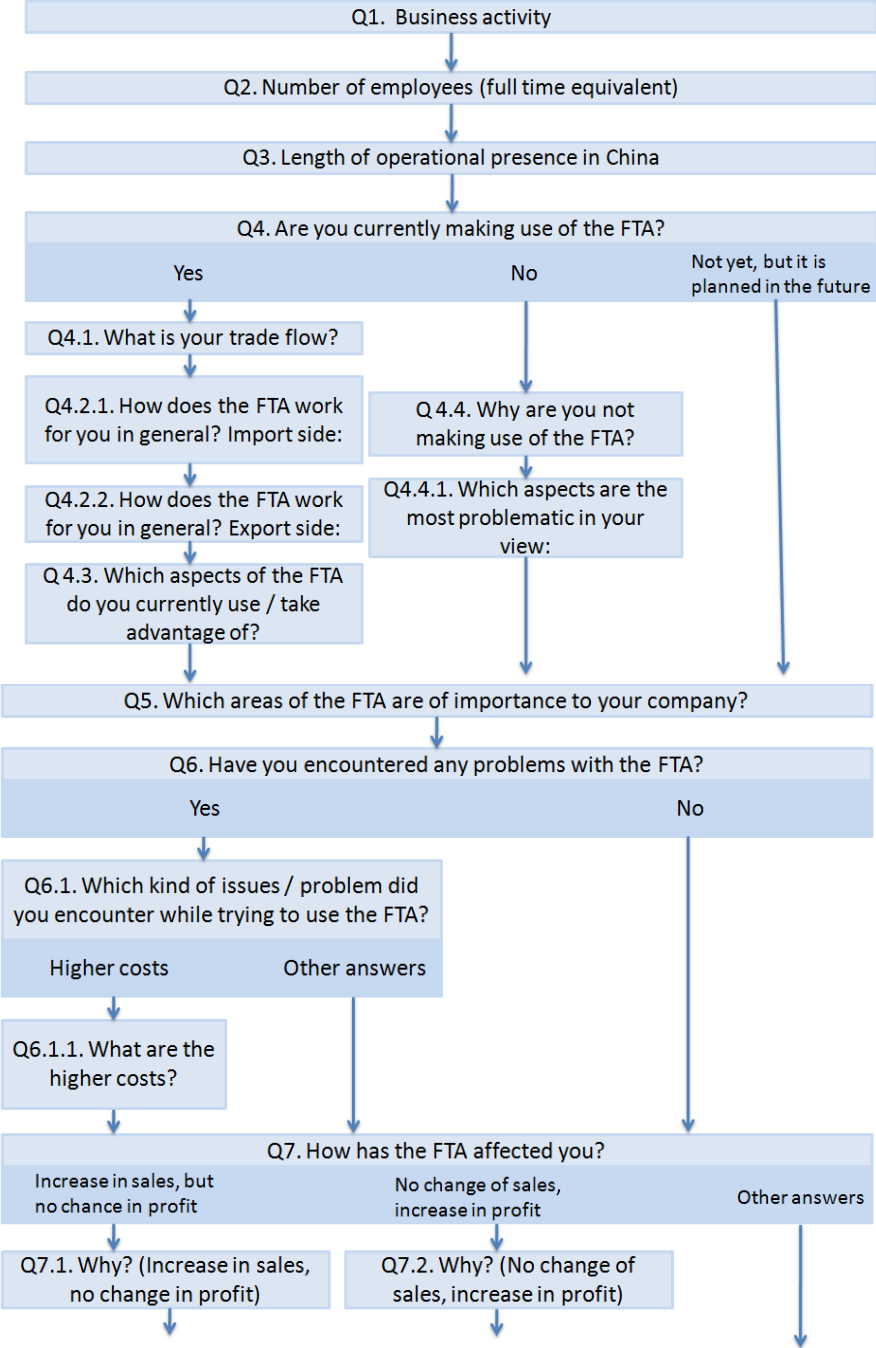 Q1.  Business activity
Q2. Number of employees (full time equivalent)
Q3. Length of operational presence in China
Q4. Are you currently making use of the FTA?
Yes
No
Not yet, but it is
planned in the future
Q4.1. What is your trade flow?
Q4.2.1. How does the FTA work
for you in general? Import side:
Q4.2.2. How does the FTA work
for you in general? Export side:
Q 4.3. Which aspects of the FTA
do you currently use / take
advantage of?
Q 4.4. Why are you not
making use of the FTA?
Q4.4.1. Which aspects are the
most problematic in your
view:
Q5. Which areas of the FTA are of importance to your company?
Q6. Have you encountered any problems with the FTA?
Yes
No
Q6.1. Which kind of issues / problem did
you encounter while trying to use the FTA?
Higher costs
Other answers
Q6.1.1. What are the
higher costs?
Q7. How has the FTA affected you?
Increase in sales, but
no chance in profit
No change of sales,
increase in profit
Other answers
Q7.1. Why? (Increase in sales,
no change in profit)
Q7.2. Why? (No change of
sales, increase in profit)